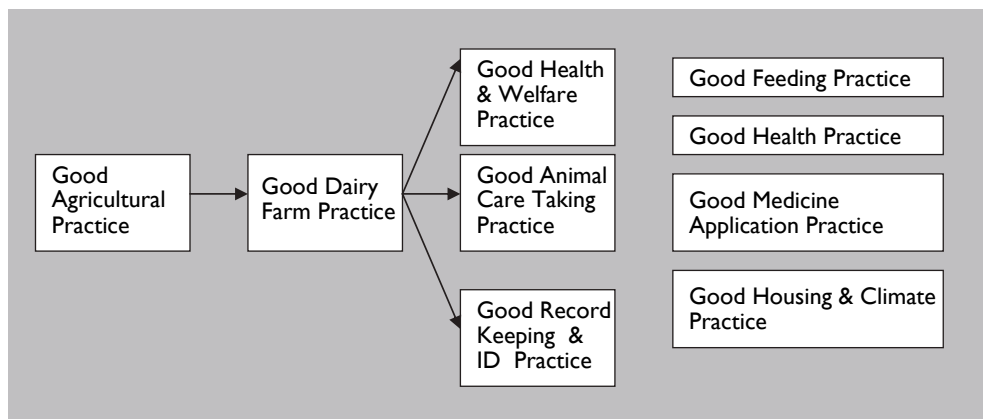 Good
Agricultural
Practice
Good Dairy
Farm Practice
Good Health
& Welfare
Practice
Good Animal
Care Taking
Practice
Good Record
Keeping & 
ID Practice
Good Feeding Practice
Good Health Practice
Good Medicine
Application Practice
Good Housing & Climate
Practice